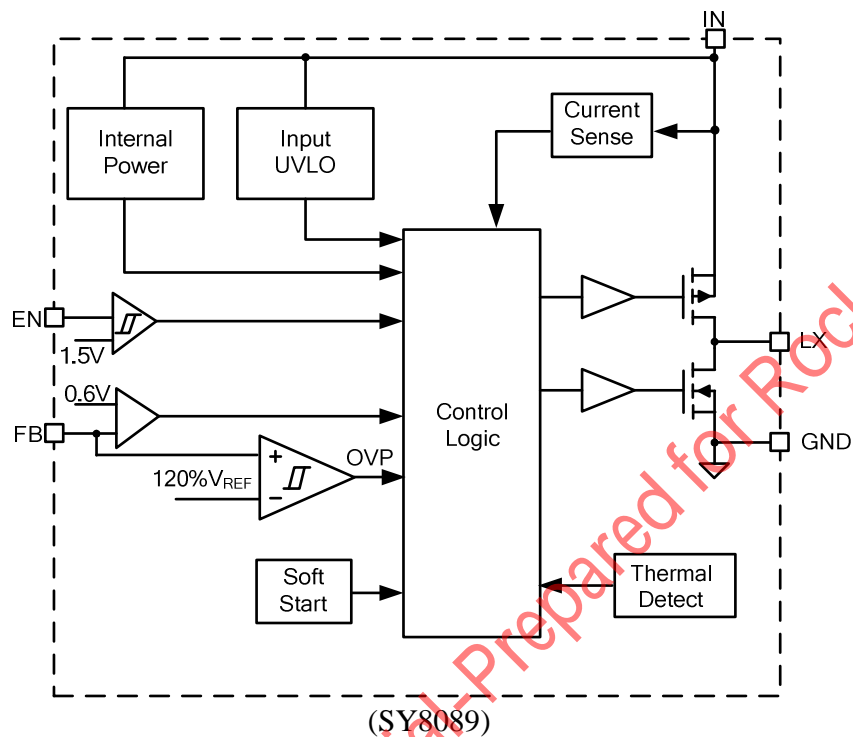 IN
Internal
Power
Input
UVLO
Current
Sense
EN
1.5V
0.6V
FB
120%VREF
+
−
OVP
Control
Logic
LX
GND
Soft
Start
Thermal
Detect
(SY8089)
-Prepared for